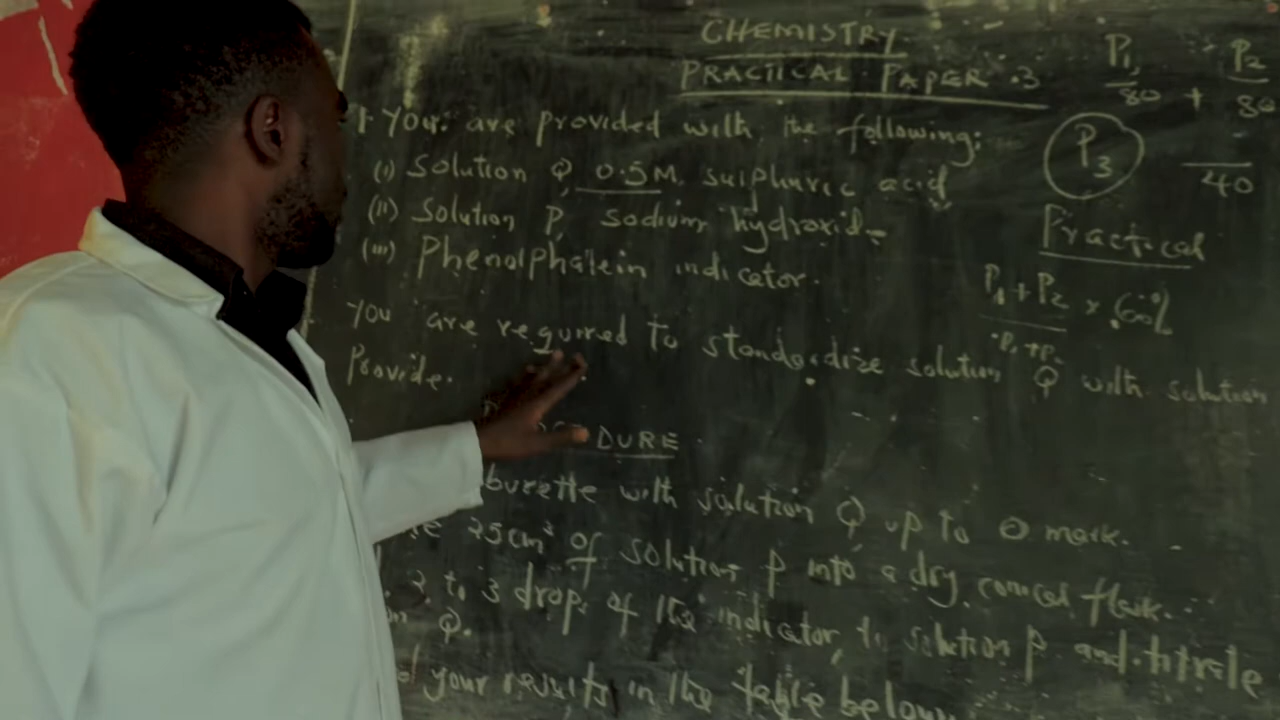 CHEMISTRY
PRACTICAL PAPER .3
P1, P2
80 + 80
P3
40
Practical
P1 + P2 × 60%
P1 + P2
1 You are provided with the following:
(i) Solution Q, 0.5M sulphuric acid
(ii) Solution P, sodium hydroxide
(iii) Phenolphalein indicator.
You are required to standardize solution Q with solution
Provide.
DURE
burette with solution Q up to 0 mark.
25cm³ of solution P into a dry conical flask.
2 to 3 drops of the indicator, to solution P and titrate
Q.
your results in the table below